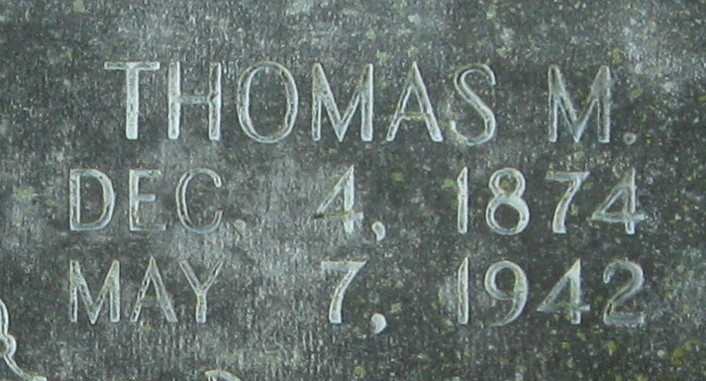 THOMAS M.
DEC. 4, 1874
MAY 7, 1942